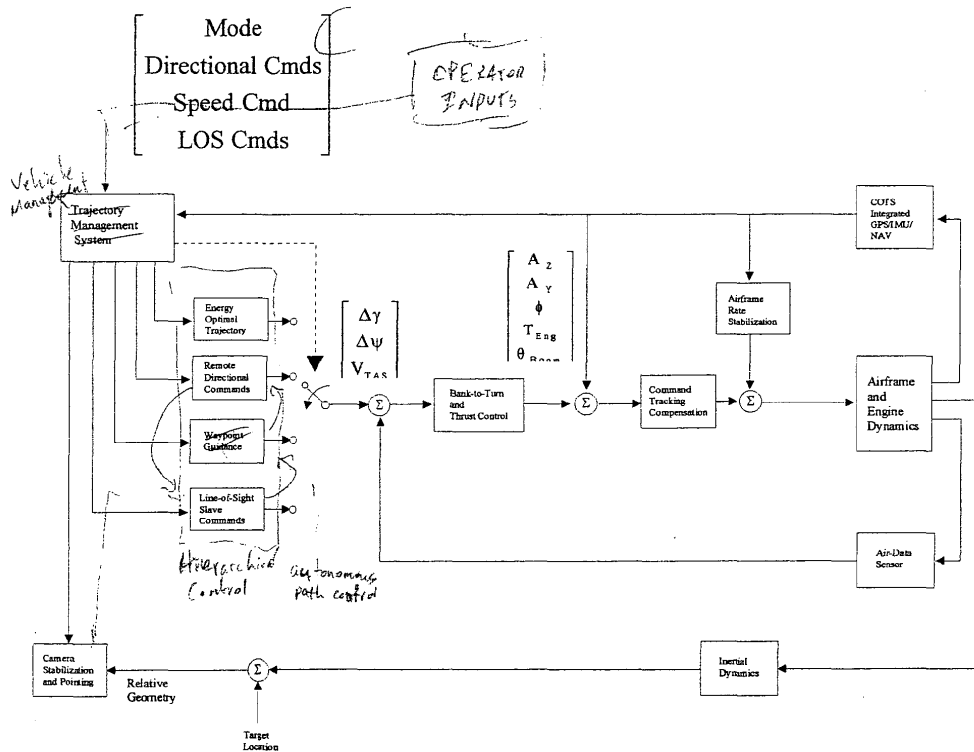 Mode
Directional Cmds
Speed Cmd
LOS Cmds
OPERATOR
INPUTS
Vehicle
Management
Trajectory
Management
System
COTS
Integrated
GPS/IMU/
NAV
Energy
Optimal
Trajectory
Remote
Directional
Commands
Waypoint
Guidance
Line-of-Sight
Slave
Commands
Δγ
Δψ
V TAS
Σ
Bank-to-Turn
and
Thrust Control
A Z
A Y
ϕ
T Eng
θ
Σ
Command
Tracking
Compensation
Airframe
Rate
Stabilization
Σ
Airframe
and
Engine
Dynamics
Hierarchical
Control
autonomous
path control
Air-Data
Sensor
Camera
Stabilization
and Pointing
Relative
Geometry
Σ
Target
Location
Inertial
Dynamics